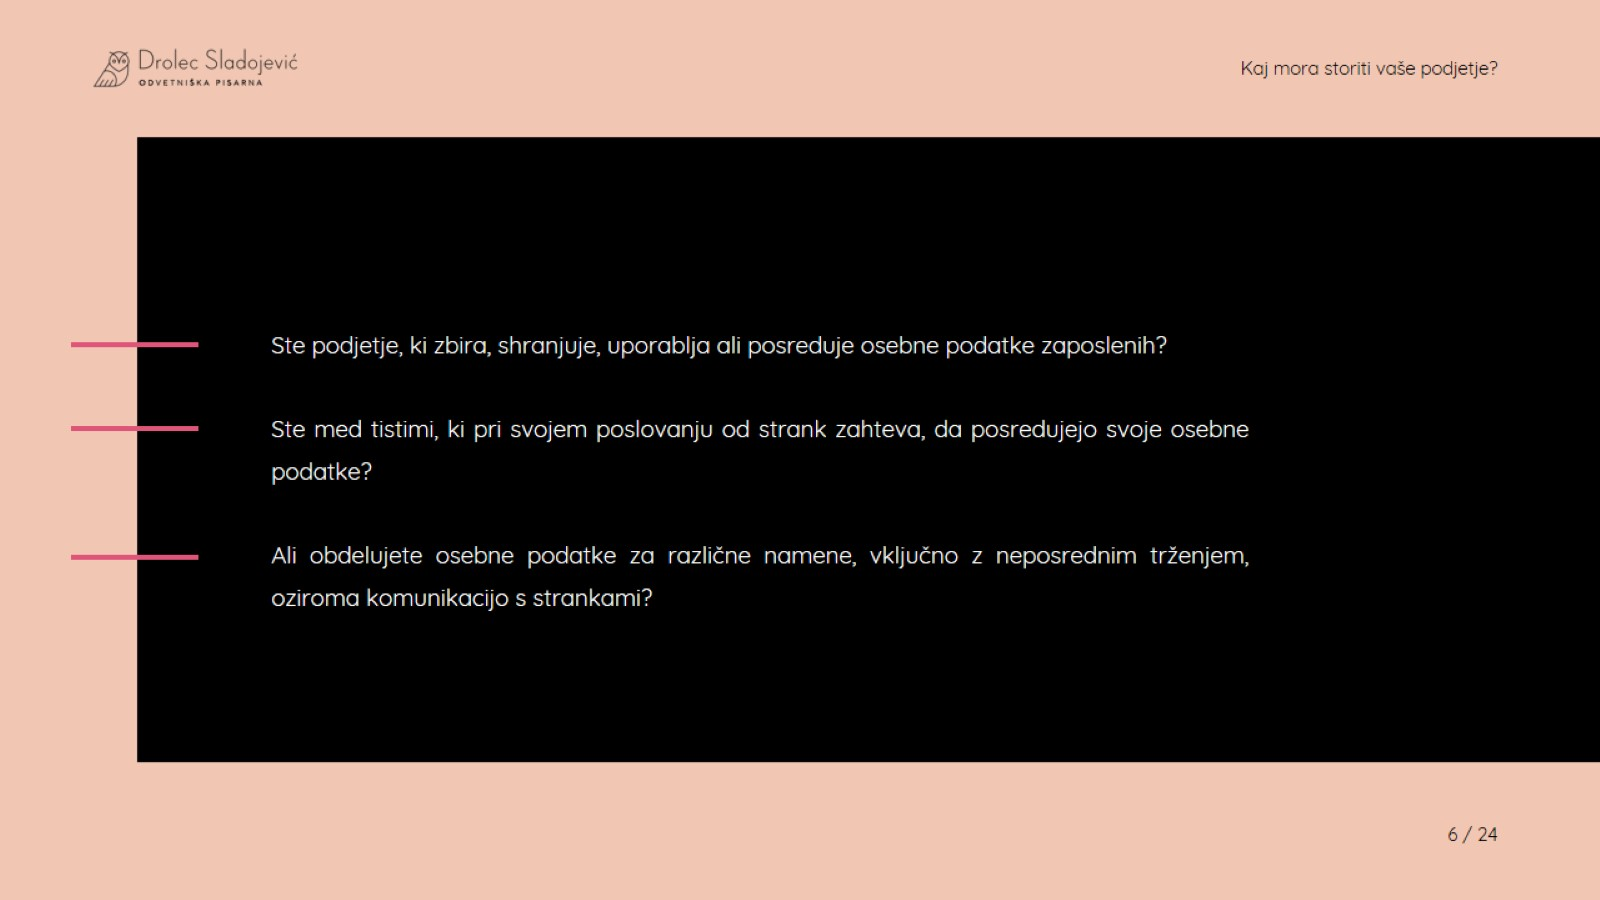 Drolec Sladojević
ODVETNIŠKA PISARNA
Kaj mora storiti vaše podjetje?
Ste podjetje, ki zbira, shranjuje, uporablja ali posreduje osebne podatke zaposlenih?
Ste med tistimi, ki pri svojem poslovanju od strank zahteva, da posredujejo svoje osebne
podatke?
Ali obdelujete osebne podatke za različne namene, vključno z neposrednim trženjem,
oziroma komunikacijo s strankami?
6 / 24